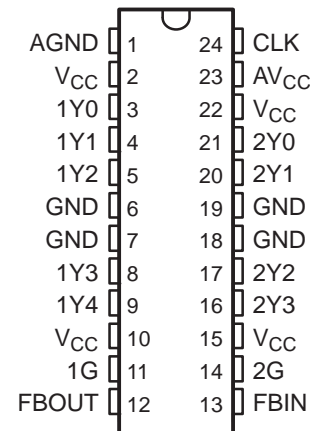 AGND 1 24 CLK
VCC 2 23 AVCC
1Y0 3 22 VCC
1Y1 4 21 2Y0
1Y2 5 20 2Y1
GND 6 19 GND
GND 7 18 GND
1Y3 8 17 2Y2
1Y4 9 16 2Y3
VCC 10 15 VCC
1G 11 14 2G
FBOUT 12 13 FBIN